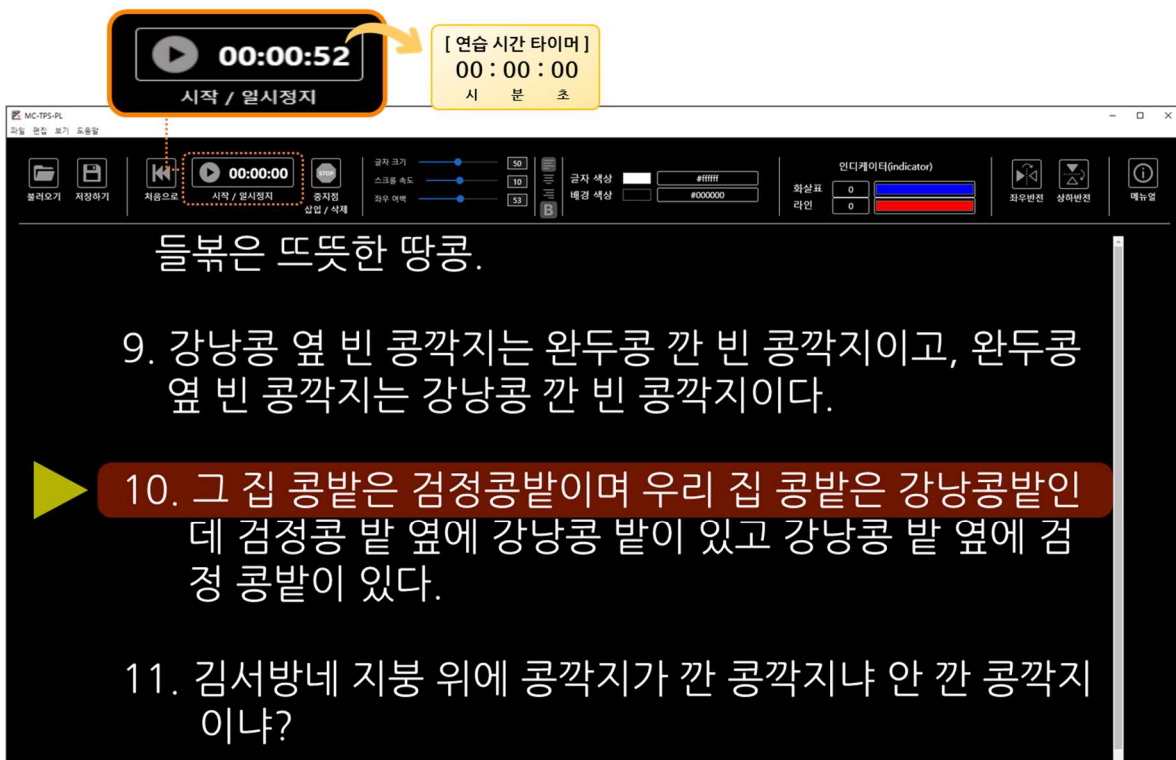 00:00:52
시작 / 일시정지
[ 연습 시간 타이머 ]
00 : 00 : 00
시 분 초
MC-TPS-PL
파일 편집 보기 도움말
불러오기
저장하기
처음으로
00:00:00
시작 / 일시정지
STOP
중지점
삽입 / 삭제
글자 크기 50
스크롤 속도 10
좌우 여백 53
B
글자 색상 #ffffff
배경 색상 #000000
인디케이터(indicator)
화살표 0
라인 0
좌우반전
상하반전
메뉴얼
들볶은 뜨뜻한 땅콩.
9. 강낭콩 옆 빈 콩깍지는 완두콩 깐 빈 콩깍지이고, 완두콩
옆 빈 콩깍지는 강낭콩 깐 빈 콩깍지이다.
10. 그 집 콩밭은 검정콩밭이며 우리 집 콩밭은 강낭콩밭인
데 검정콩 밭 옆에 강낭콩 밭이 있고 강낭콩 밭 옆에 검
정 콩밭이 있다.
11. 김서방네 지붕 위에 콩깍지가 깐 콩깍지냐 안 깐 콩깍지
이냐?